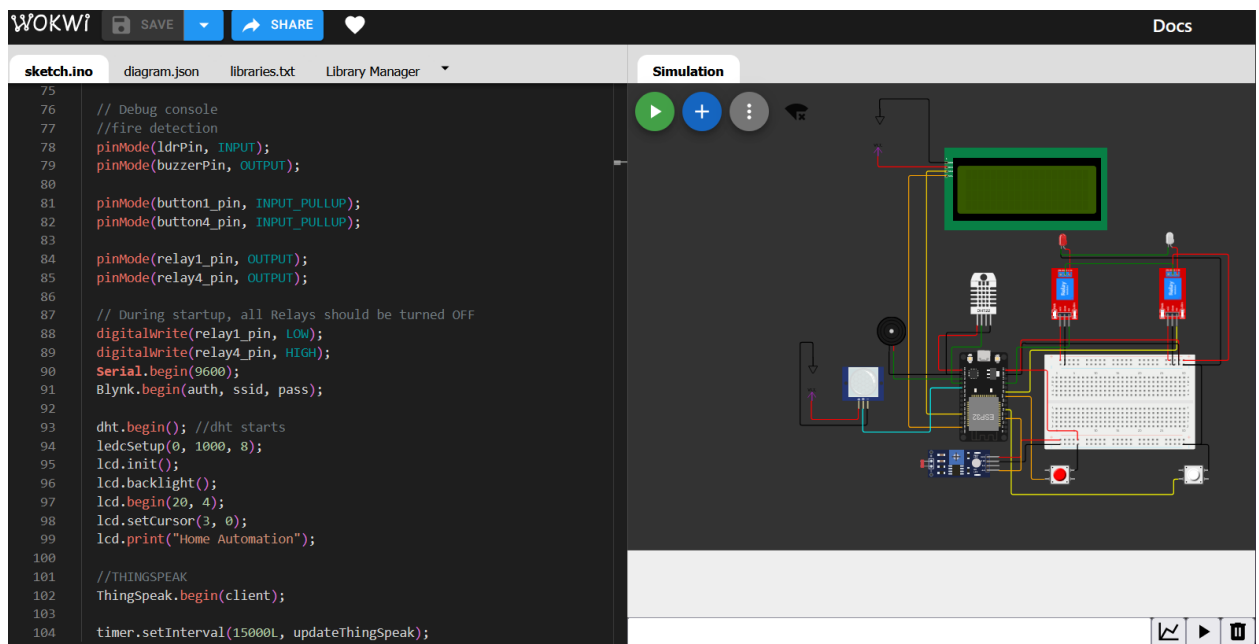 WOKWI SAVE SHARE Docs
sketch.ino diagram.json libraries.txt Library Manager Simulation
75
76 // Debug console
77 //fire detection
78 pinMode(ldrPin, INPUT);
79 pinMode(buzzerPin, OUTPUT);
80
81 pinMode(button1_pin, INPUT_PULLUP);
82 pinMode(button4_pin, INPUT_PULLUP);
83
84 pinMode(relay1_pin, OUTPUT);
85 pinMode(relay4_pin, OUTPUT);
86
87 // During startup, all Relays should be turned OFF
88 digitalWrite(relay1_pin, LOW);
89 digitalWrite(relay4_pin, HIGH);
90 Serial.begin(9600);
91 Blynk.begin(auth, ssid, pass);
92
93 dht.begin(); //dht starts
94 ledcSetup(0, 1000, 8);
95 lcd.init();
96 lcd.backlight();
97 lcd.begin(20, 4);
98 lcd.setCursor(3, 0);
99 lcd.print("Home Automation");
100
101 //THINGSPEAK
102 ThingSpeak.begin(client);
103
104 timer.setInterval(15000L, updateThingSpeak);
Relay
Relay
ESP32